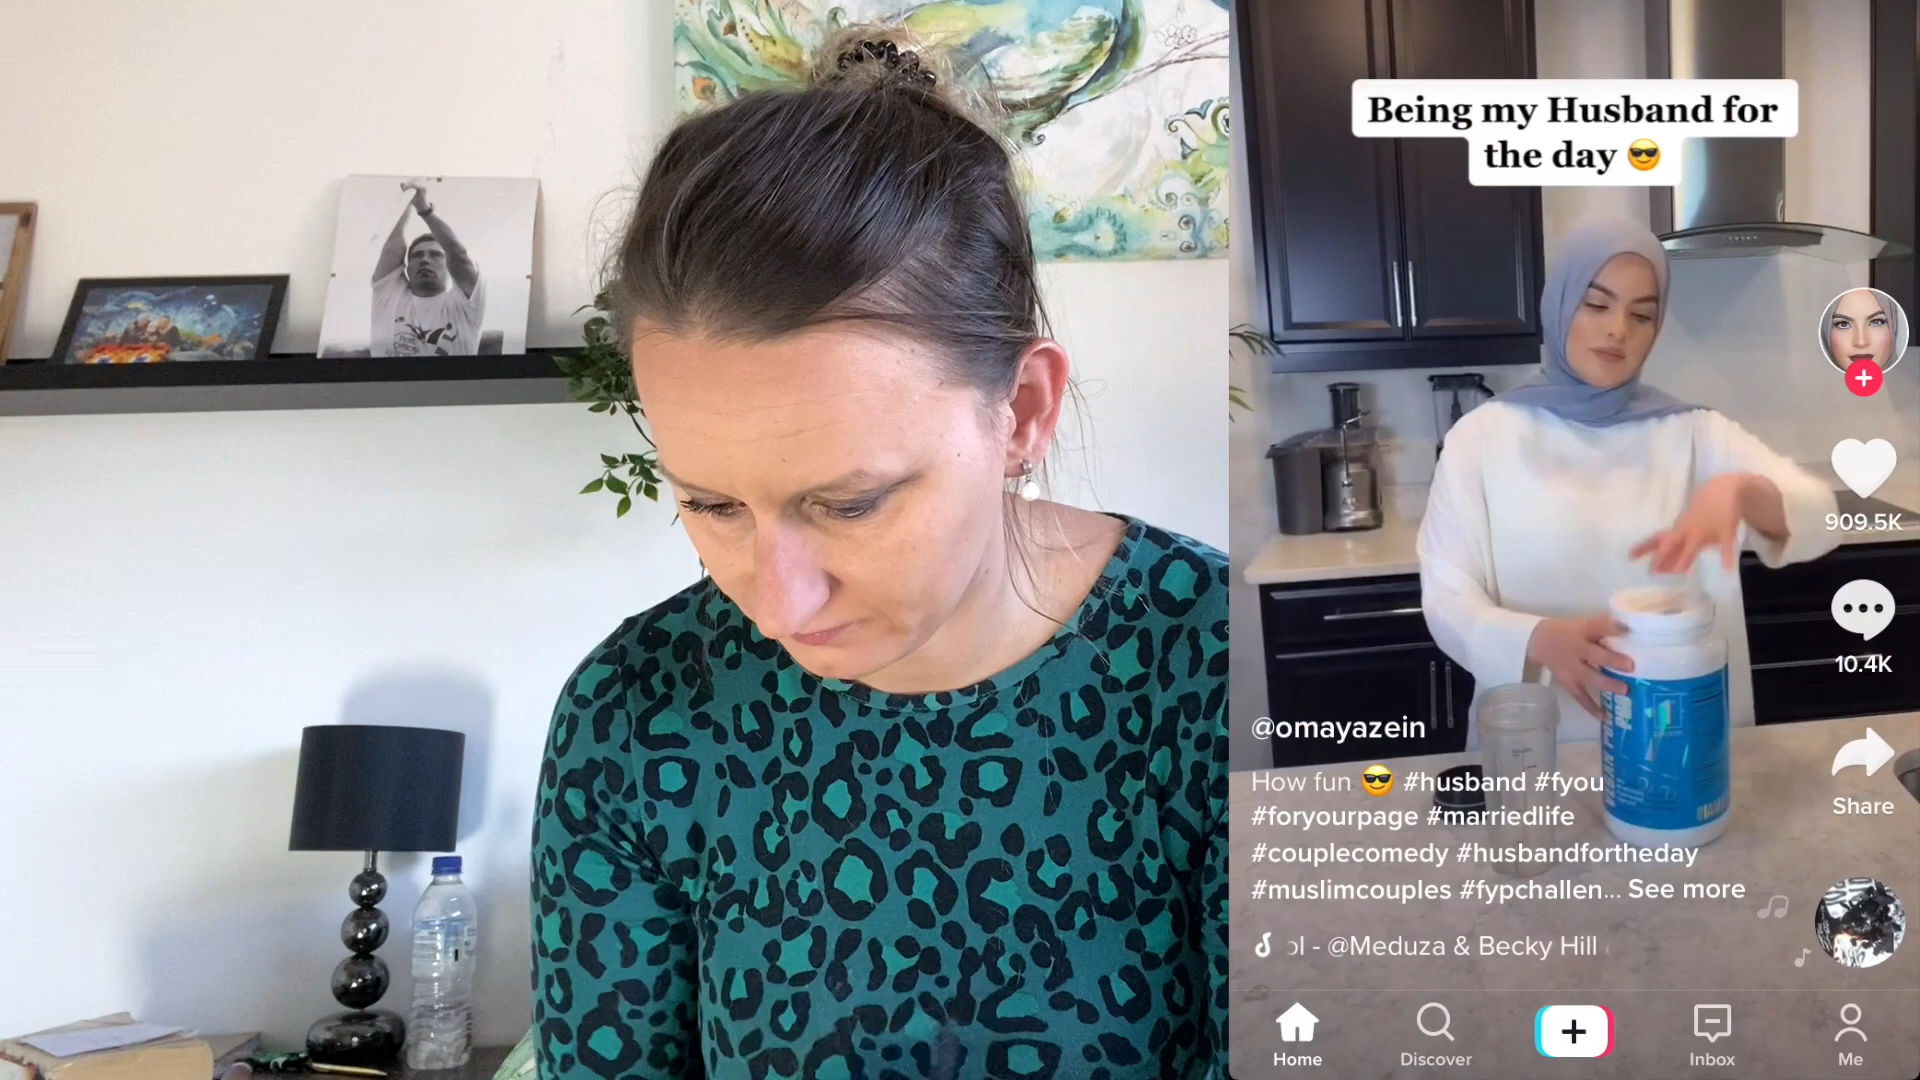 Being my Husband for
the day 😎
909.5K
10.4K
Share
@omayazein
How fun 😎 #husband #fyou
#foryourpage #marriedlife
#couplecomedy #husbandfortheday
#muslimcouples #fypchallen... See more
ol - @Meduza & Becky Hill
Home
Discover
Inbox
Me